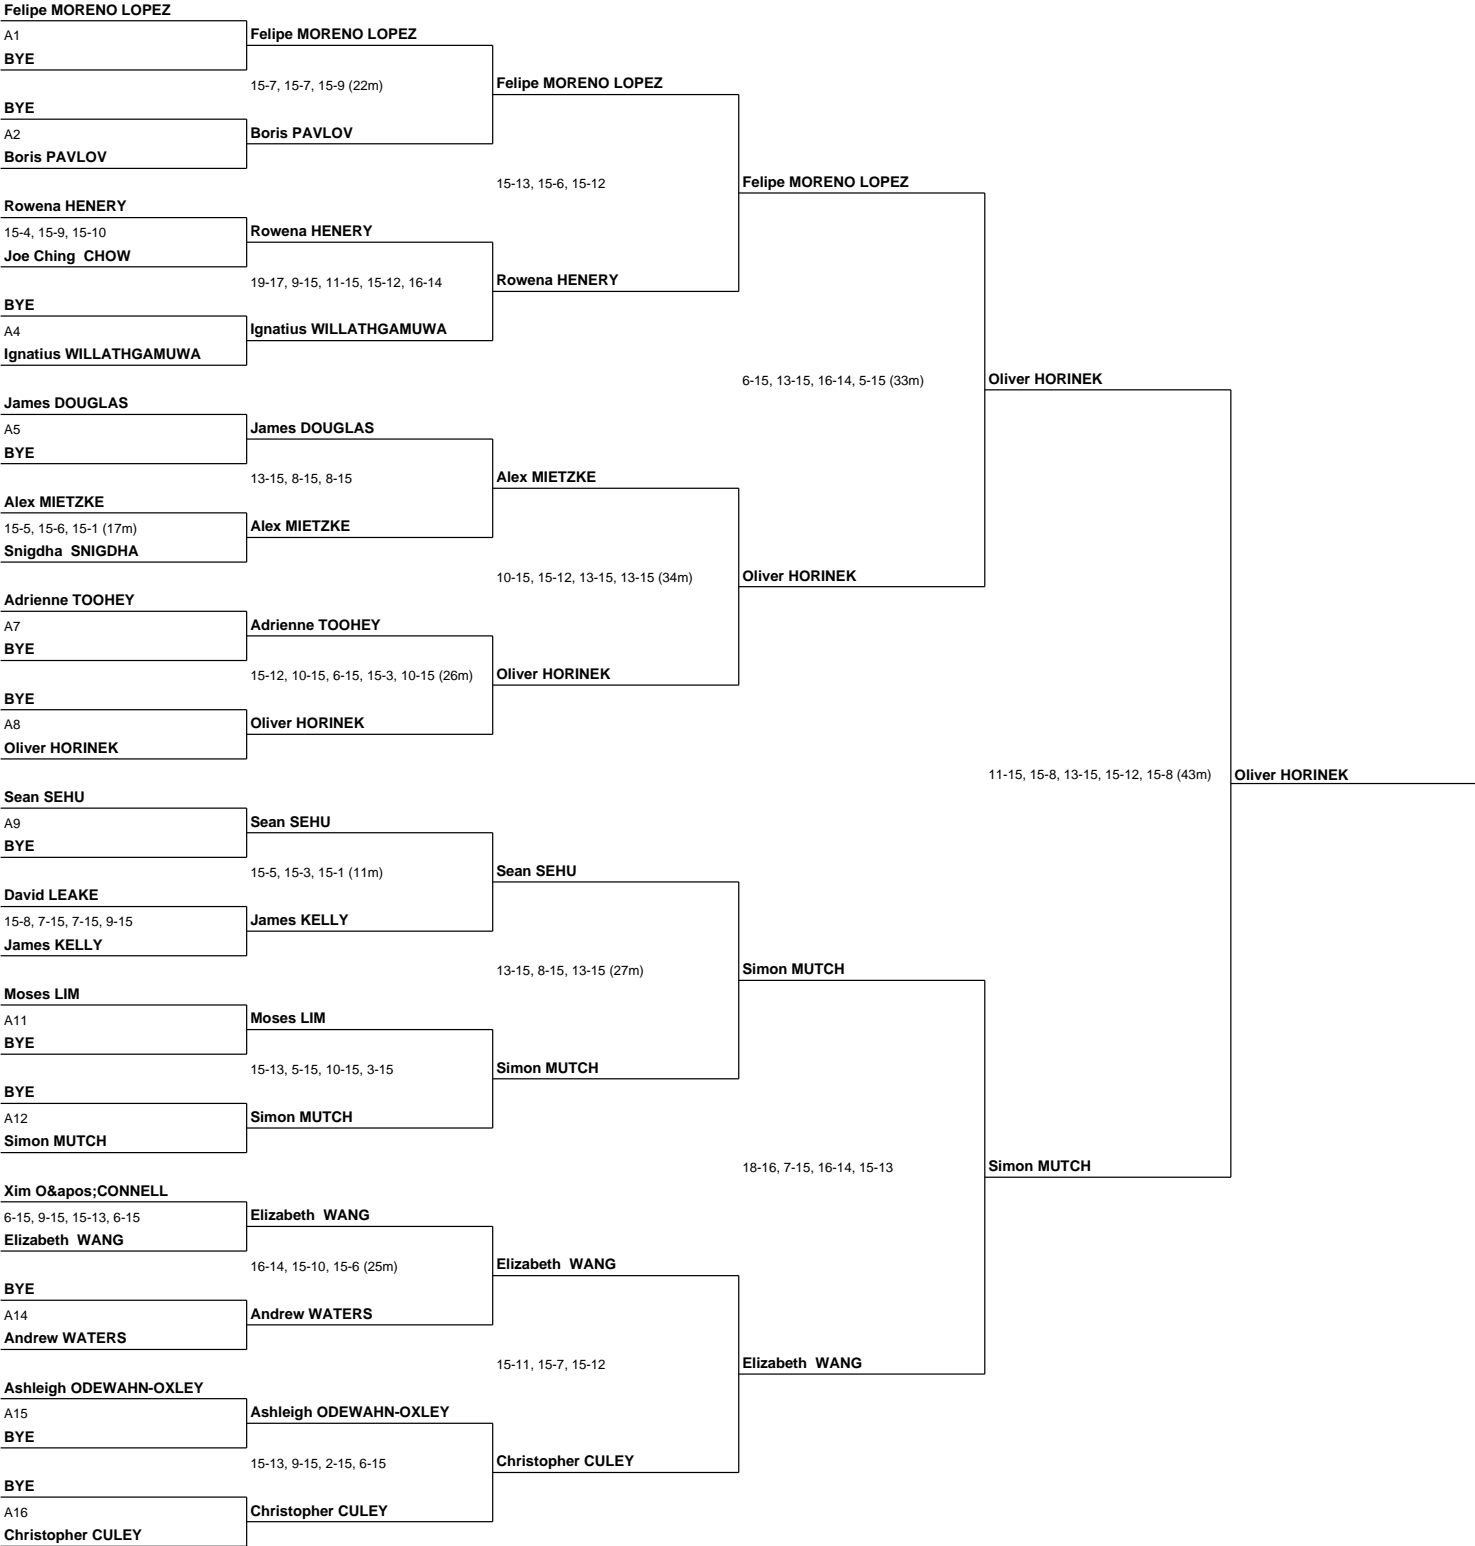 Felipe MORENO LOPEZ
A1
BYE
BYE
A2
Boris PAVLOV
Rowena HENERY
15-4, 15-9, 15-10
Joe Ching  CHOW
BYE
A4
Ignatius WILLATHGAMUWA
James DOUGLAS
A5
BYE
Alex MIETZKE
15-5, 15-6, 15-1 (17m)
Snigdha  SNIGDHA
Adrienne TOOHEY
A7
BYE
BYE
A8
Oliver HORINEK
Sean SEHU
A9
BYE
David LEAKE
15-8, 7-15, 7-15, 9-15
James KELLY
Moses LIM
A11
BYE
BYE
A12
Simon MUTCH
Xim O&apos;CONNELL
6-15, 9-15, 15-13, 6-15
Elizabeth  WANG
BYE
A14
Andrew WATERS
Ashleigh ODEWAHN-OXLEY
A15
BYE
BYE
A16
Christopher CULEY
Felipe MORENO LOPEZ
15-7, 15-7, 15-9 (22m)
Boris PAVLOV
Rowena HENERY
19-17, 9-15, 11-15, 15-12, 16-14
Ignatius WILLATHGAMUWA
James DOUGLAS
13-15, 8-15, 8-15
Alex MIETZKE
Adrienne TOOHEY
15-12, 10-15, 6-15, 15-3, 10-15 (26m)
Oliver HORINEK
Sean SEHU
15-5, 15-3, 15-1 (11m)
James KELLY
Moses LIM
15-13, 5-15, 10-15, 3-15
Simon MUTCH
Elizabeth  WANG
16-14, 15-10, 15-6 (25m)
Andrew WATERS
Ashleigh ODEWAHN-OXLEY
15-13, 9-15, 2-15, 6-15
Christopher CULEY
Felipe MORENO LOPEZ
15-13, 15-6, 15-12
Rowena HENERY
Alex MIETZKE
10-15, 15-12, 13-15, 13-15 (34m)
Oliver HORINEK
Sean SEHU
13-15, 8-15, 13-15 (27m)
Simon MUTCH
Elizabeth  WANG
15-11, 15-7, 15-12
Christopher CULEY
Felipe MORENO LOPEZ
6-15, 13-15, 16-14, 5-15 (33m)
Oliver HORINEK
Simon MUTCH
18-16, 7-15, 16-14, 15-13
Elizabeth  WANG
Oliver HORINEK
11-15, 15-8, 13-15, 15-12, 15-8 (43m)
Simon MUTCH
Oliver HORINEK